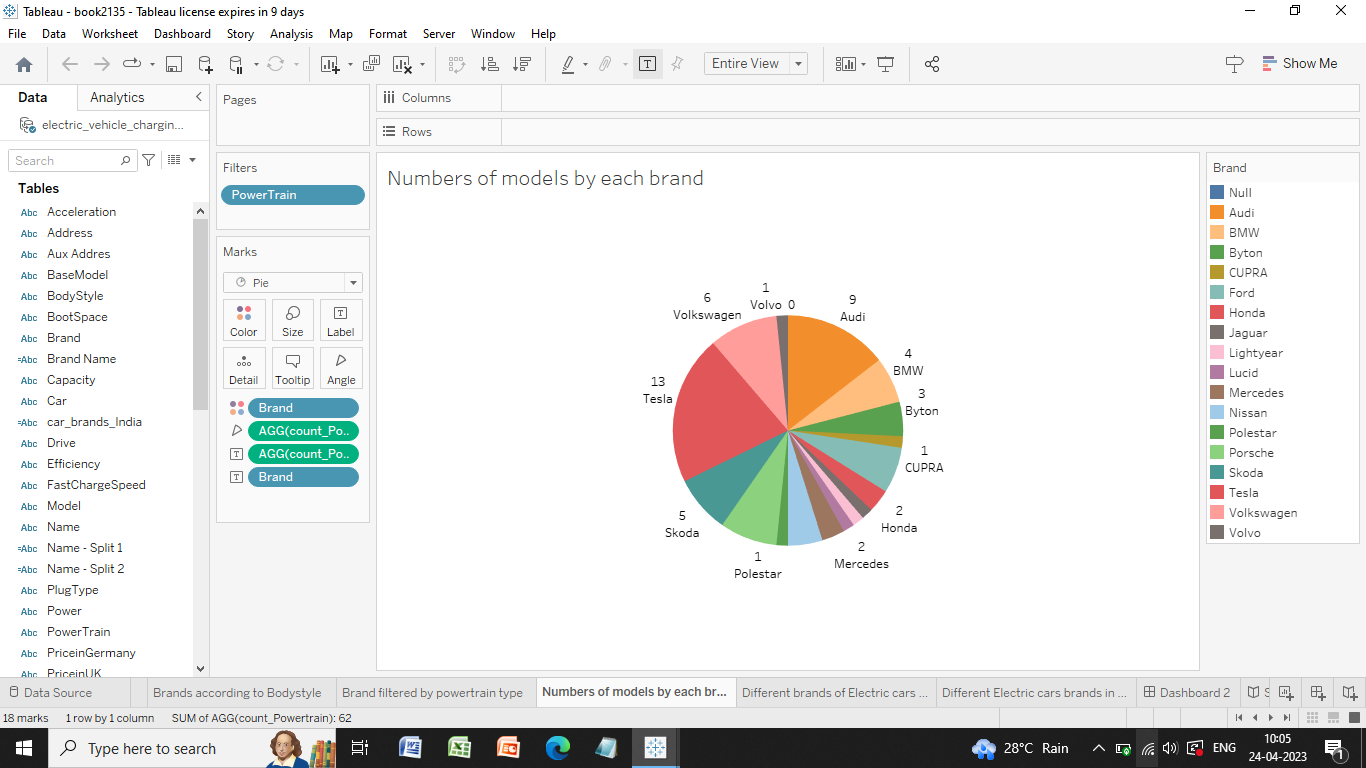 Tableau - book2135 - Tableau license expires in 9 days
File Data Worksheet Dashboard Story Analysis Map Format Server Window Help
Entire View
Show Me
Data Analytics
electric_vehicle_chargin...
Search
Tables
Abc Acceleration
Abc Address
Abc Aux Addres
Abc BaseModel
Abc BodyStyle
Abc BootSpace
Abc Brand
=Abc Brand Name
Abc Capacity
Abc Car
=Abc car_brands_India
Abc Drive
Abc Efficiency
Abc FastChargeSpeed
Abc Model
Abc Name
=Abc Name - Split 1
=Abc Name - Split 2
Abc PlugType
Abc Power
Abc PowerTrain
Abc PriceinGermany
Abc PriceinUK
Pages
Filters
PowerTrain
Marks
Pie
Color Size Label
Detail Tooltip Angle
Brand
AGG(count_Po..
AGG(count_Po..
Brand
Columns
Rows
Numbers of models by each brand
0
9
Audi
4
BMW
3
Byton
1
CUPRA
2
Honda
2
Mercedes
1
Polestar
5
Skoda
13
Tesla
6
Volkswagen
1
Volvo
Brand
Null
Audi
BMW
Byton
CUPRA
Ford
Honda
Jaguar
Lightyear
Lucid
Mercedes
Nissan
Polestar
Porsche
Skoda
Tesla
Volkswagen
Volvo
Data Source Brands according to Bodystyle Brand filtered by powertrain type Numbers of models by each br... Different brands of Electric cars ... Different Electric cars brands in ... Dashboard 2 S
18 marks 1 row by 1 column SUM of AGG(count_Powertrain): 62
Type here to search
28°C Rain
ENG
10:05
24-04-2023
1